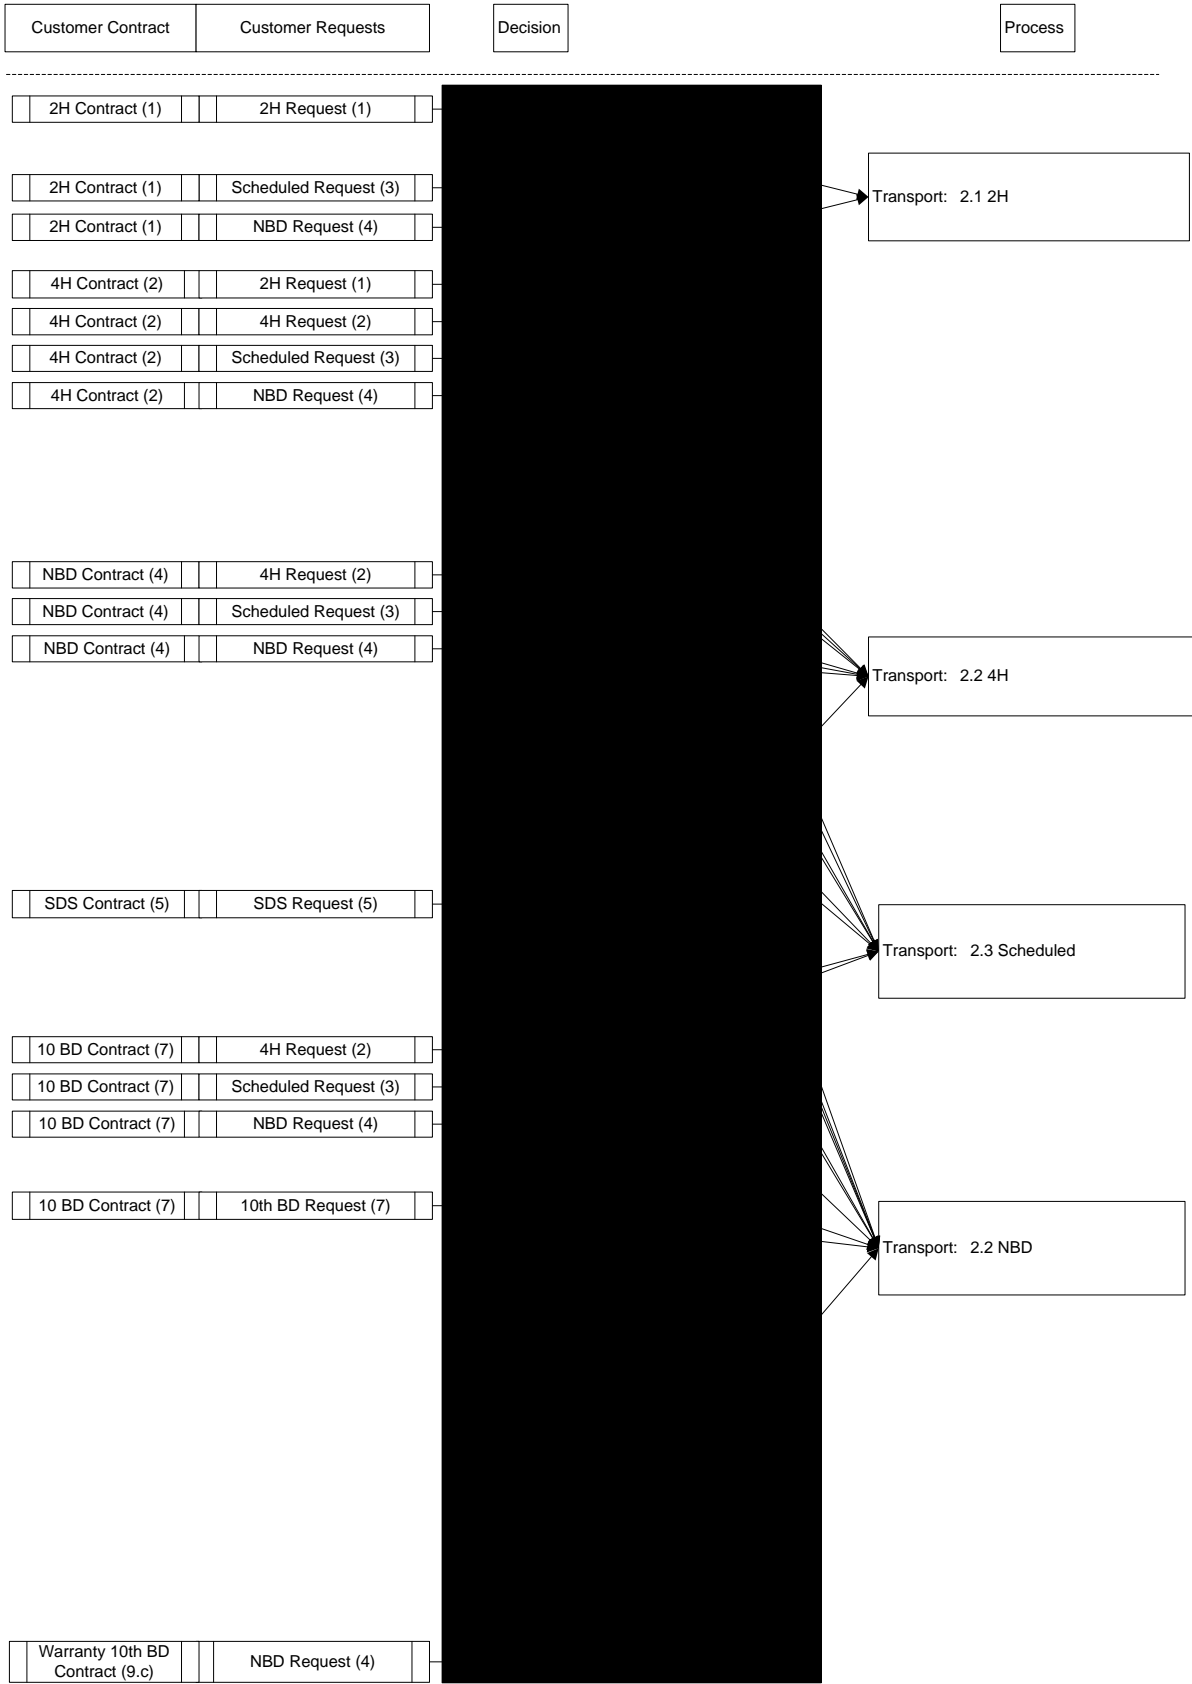 Customer Contract Customer Requests Decision Process
2H Contract (1) 2H Request (1)
2H Contract (1) Scheduled Request (3)
Transport: 2.1 2H
2H Contract (1) NBD Request (4)
4H Contract (2) 2H Request (1)
4H Contract (2) 4H Request (2)
4H Contract (2) Scheduled Request (3)
4H Contract (2) NBD Request (4)
NBD Contract (4) 4H Request (2)
NBD Contract (4) Scheduled Request (3)
NBD Contract (4) NBD Request (4)
Transport: 2.2 4H
SDS Contract (5) SDS Request (5)
Transport: 2.3 Scheduled
10 BD Contract (7) 4H Request (2)
10 BD Contract (7) Scheduled Request (3)
10 BD Contract (7) NBD Request (4)
10 BD Contract (7) 10th BD Request (7)
Transport: 2.2 NBD
Warranty 10th BD
Contract (9.c)
NBD Request (4)